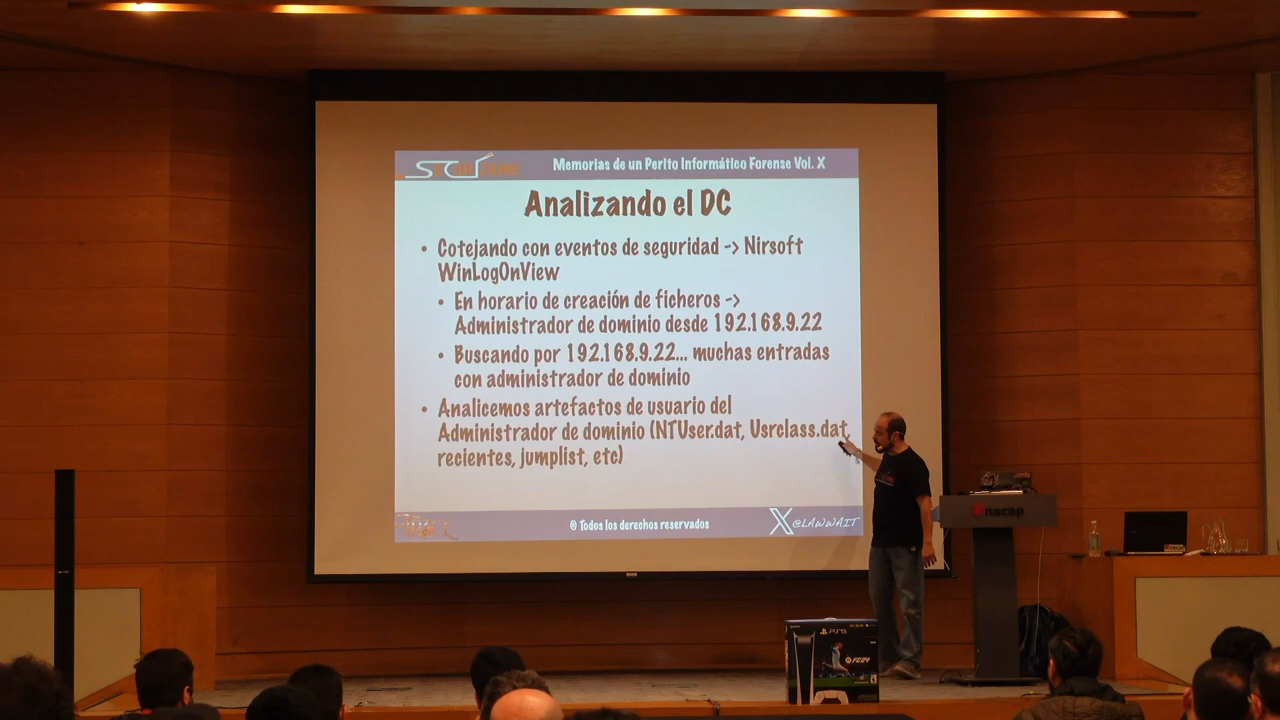 Memorias de un Perito Informático Forense Vol. X
Analizando el DC
• Cotejando con eventos de seguridad -> Nirsoft
WinLogOnView
• En horario de creación de ficheros ->
Administrador de dominio desde 192.168.9.22
• Buscando por 192.168.9.22... muchas entradas
con administrador de dominio
• Analicemos artefactos de usuario del
Administrador de dominio (NTUser.dat, Usrclass.dat,
recientes, jumplist, etc)
© Todos los derechos reservados
X @LAWWAIT
inacap
PS5
FC24